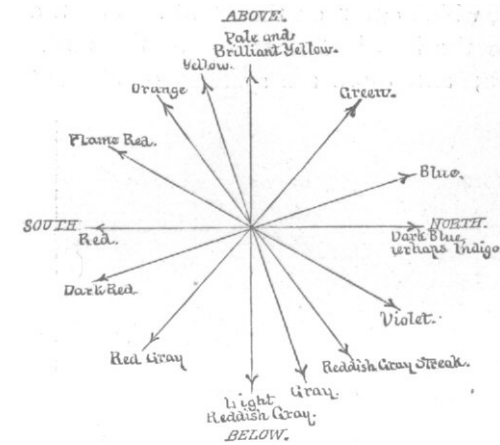 ABOVE.
Pale and
Brilliant Yellow.
Yellow.
Orange
Green.
Flame Red.
Blue.
SOUTH
NORTH.
Red.
Dark Blue,
perhaps Indigo
Dark Red.
Violet.
Red Gray
Reddish Gray Streak.
Gray.
Light
Reddish Gray.
BELOW.